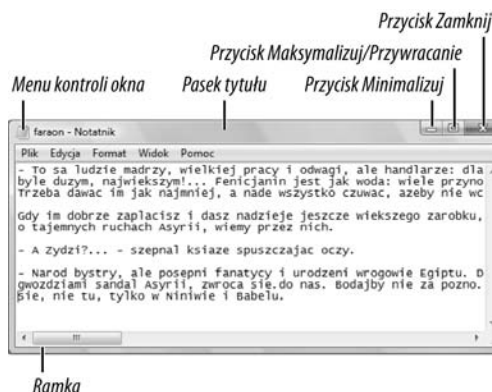 Przycisk Zamknij
Przycisk Maksymalizuj/Przywracanie
Menu kontroli okna Pasek tytułu Przycisk Minimalizuj
faraon - Notatnik
Plik Edycja Format Widok Pomoc
- To sa ludzie madrzy, wielkiej pracy i odwagi, ale handlarze: dla
byle duzym, najwiekszym!... Fenicjanin jest jak woda: wiele przyno
Trzeba dawac im jak najmniej, a nade wszystko czuwac, azeby nie wc
Gdy im dobrze zaplacisz i dasz nadzieje jeszcze wiekszego zarobku,
o tajemnych ruchach Asyrii, wiemy przez nich.
- A Zydzi?... - szepnal ksiaze spuszczajac oczy.
- Narod bystry, ale posepni fanatycy i urodzeni wrogowie Egiptu. D
gwozdziami sandal Asyrii, zwroca sie.do nas. Bodajby nie za pozno.
sie, nie tu, tylko w Niniwie i Babelu.
Ramka